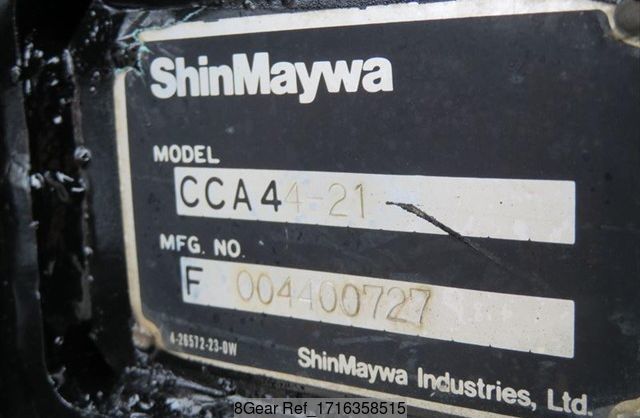 ShinMaywa
MODEL
CCA44-21
MFG. NO.
F 004400727
4-26572-23-0W
ShinMaywa Industries, Ltd.
8Gear Ref_1716358515